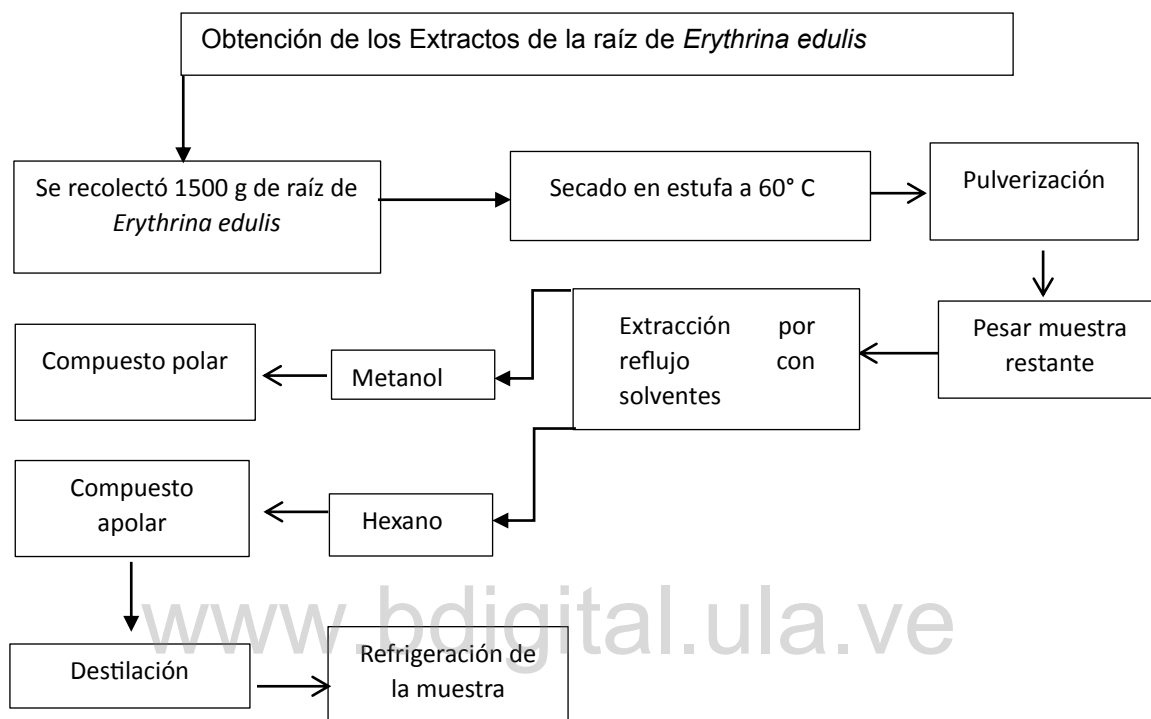 Obtención de los Extractos de la raíz de Erythrina edulis
Se recolectó 1500 g de raíz de
Erythrina edulis
Secado en estufa a 60° C
Pulverización
Pesar muestra
restante
Extracción por
reflujo con
solventes
Metanol
Compuesto polar
Hexano
Compuesto
apolar
Destilación
Refrigeración de
la muestra
www.bdigital.ula.ve